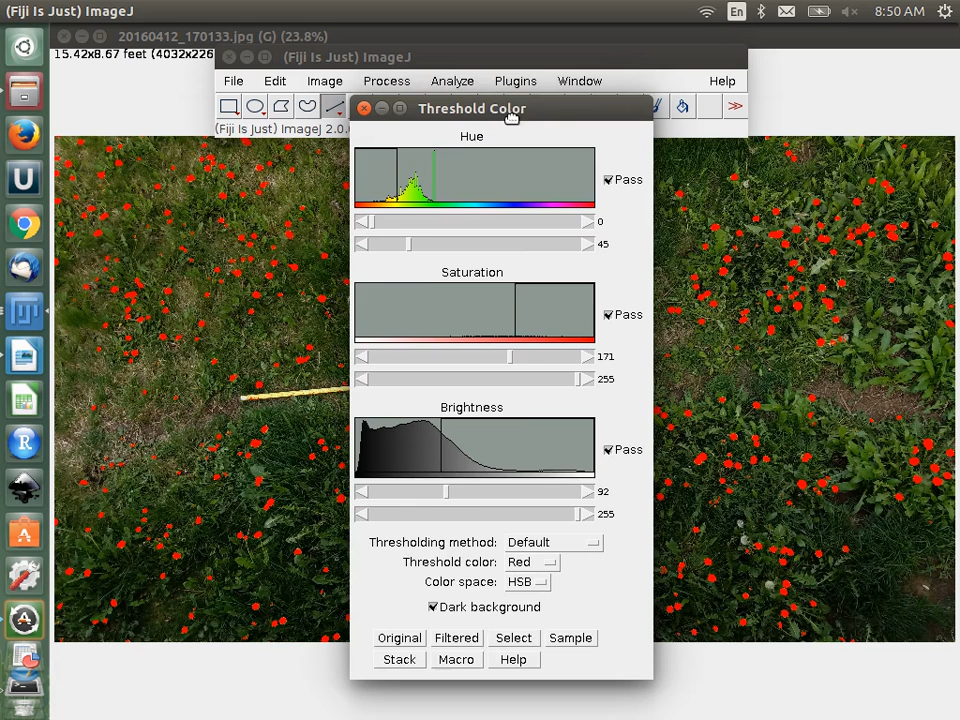 (Fiji Is Just) ImageJ
En
8:50 AM
20160412_170133.jpg (G) (23.8%)
15.42x8.67 feet (4032x226
(Fiji Is Just) ImageJ
File Edit Image Process Analyze Plugins Window Help
>>
(Fiji Is Just) ImageJ 2.0.
Threshold Color
Hue
Pass
0
45
Saturation
Pass
171
255
Brightness
Pass
92
255
Thresholding method: Default
Threshold color: Red
Color space: HSB
Dark background
Original Filtered Select Sample
Stack Macro Help